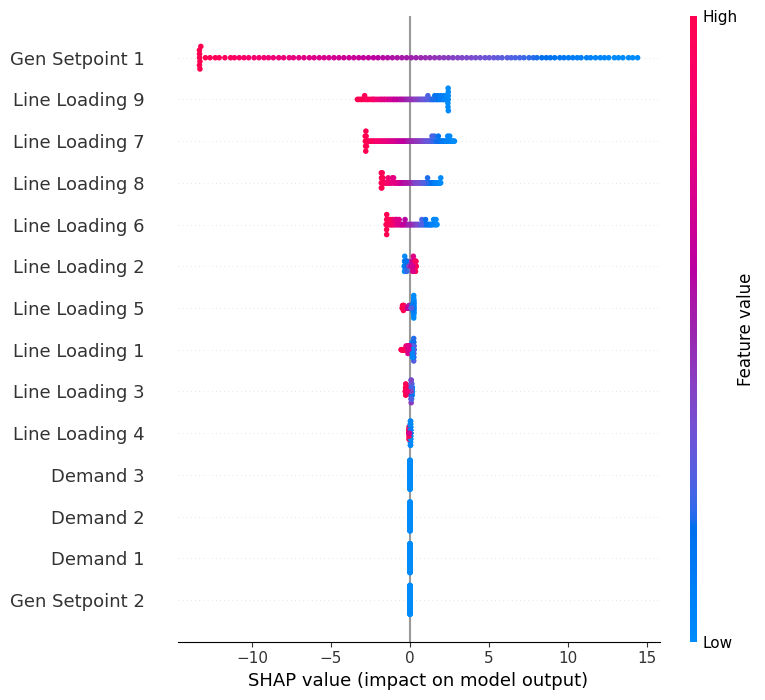 High
Gen Setpoint 1
Line Loading 9
Line Loading 7
Line Loading 8
Line Loading 6
Line Loading 2
Line Loading 5
Line Loading 1
Line Loading 3
Line Loading 4
Demand 3
Demand 2
Demand 1
Gen Setpoint 2
Feature value
Low
−10 −5 0 5 10 15
SHAP value (impact on model output)